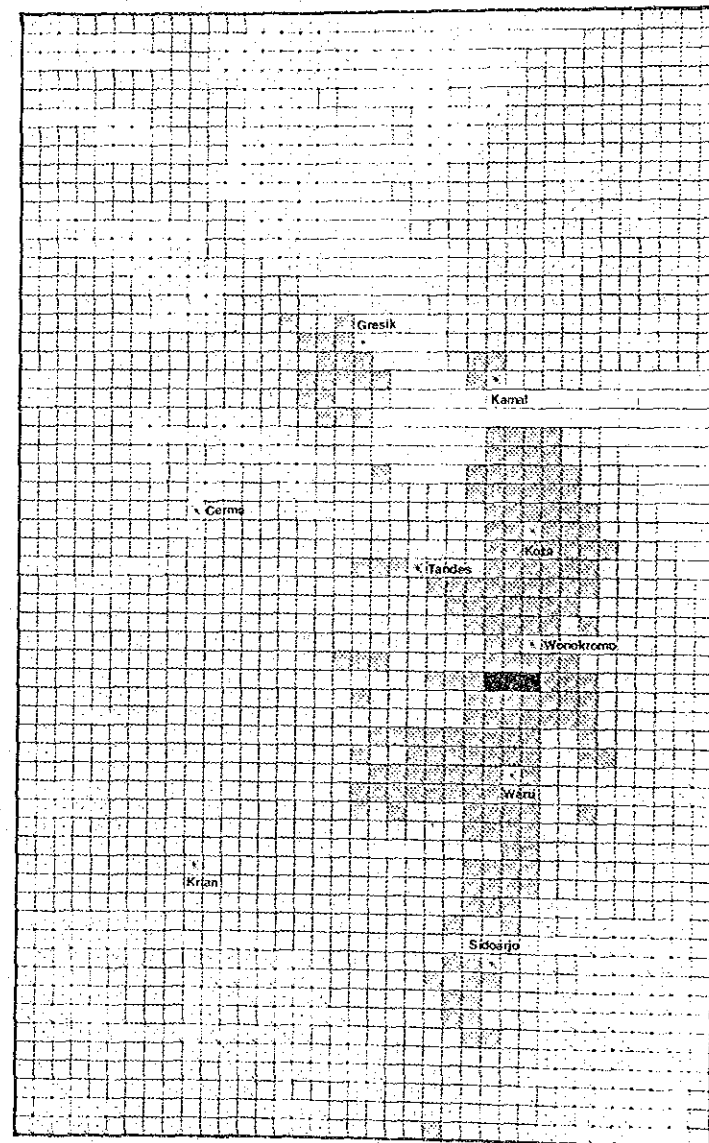 Gresik
Kamal
Cerme
Kota
Tandes
Wonokromo
Waru
Krian
Sidoarjo